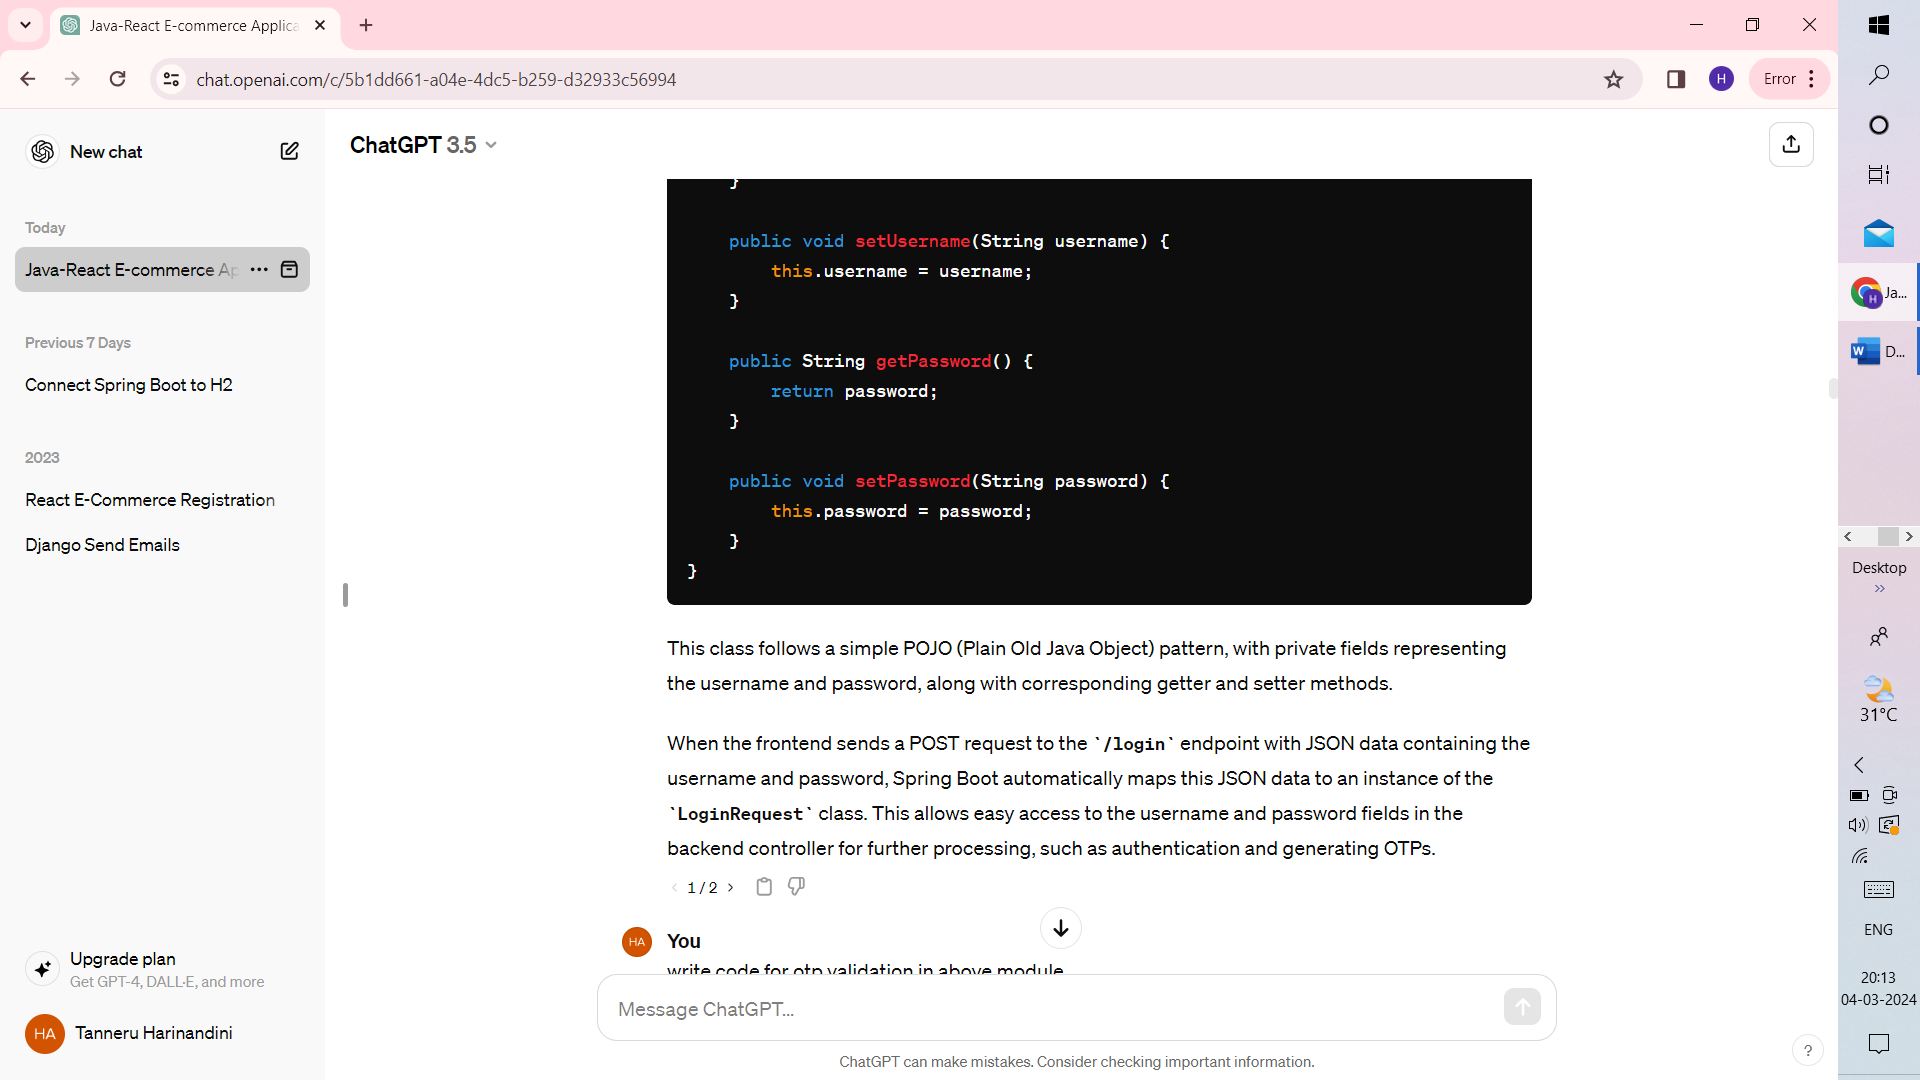 Java-React E-commerce Applica
chat.openai.com/c/5b1dd661-a04e-4dc5-b259-d32933c56994
H
Error
New chat
Today
Java-React E-commerce Ap
Previous 7 Days
Connect Spring Boot to H2
2023
React E-Commerce Registration
Django Send Emails
Upgrade plan
Get GPT-4, DALL·E, and more
HA
Tanneru Harinandini
ChatGPT 3.5
}
public void setUsername(String username) {
this.username = username;
}
public String getPassword() {
return password;
}
public void setPassword(String password) {
this.password = password;
}
}
This class follows a simple POJO (Plain Old Java Object) pattern, with private fields representing
the username and password, along with corresponding getter and setter methods.
When the frontend sends a POST request to the `/login` endpoint with JSON data containing the
username and password, Spring Boot automatically maps this JSON data to an instance of the
`LoginRequest` class. This allows easy access to the username and password fields in the
backend controller for further processing, such as authentication and generating OTPs.
1 / 2
HA
You
write code for otp validation in above module
Message ChatGPT...
ChatGPT can make mistakes. Consider checking important information.
?
H
Ja...
W
D...
Desktop
31°C
ENG
20:13
04-03-2024